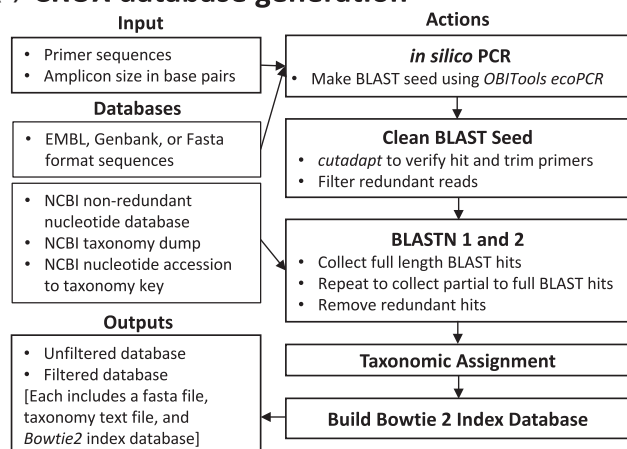 CRUX database generation
Input
• Primer sequences
• Amplicon size in base pairs
Databases
• EMBL, Genbank, or Fasta
format sequences
• NCBI non-redundant
nucleotide database
• NCBI taxonomy dump
• NCBI nucleotide accession
to taxonomy key
Outputs
• Unfiltered database
• Filtered database
[Each includes a fasta file,
taxonomy text file, and
Bowtie2 index database]
Actions
in silico PCR
• Make BLAST seed using OBITools ecoPCR
Clean BLAST Seed
• cutadapt to verify hit and trim primers
• Filter redundant reads
BLASTN 1 and 2
• Collect full length BLAST hits
• Repeat to collect partial to full BLAST hits
• Remove redundant hits
Taxonomic Assignment
Build Bowtie 2 Index Database